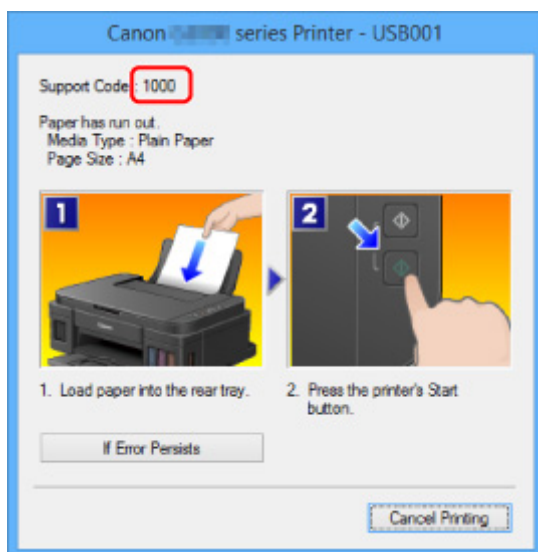 Canon series Printer - USB001
Support Code : 1000
Paper has run out.
Media Type : Plain Paper
Page Size : A4
1
2
1. Load paper into the rear tray.
2. Press the printer's Start
button.
If Error Persists
Cancel Printing